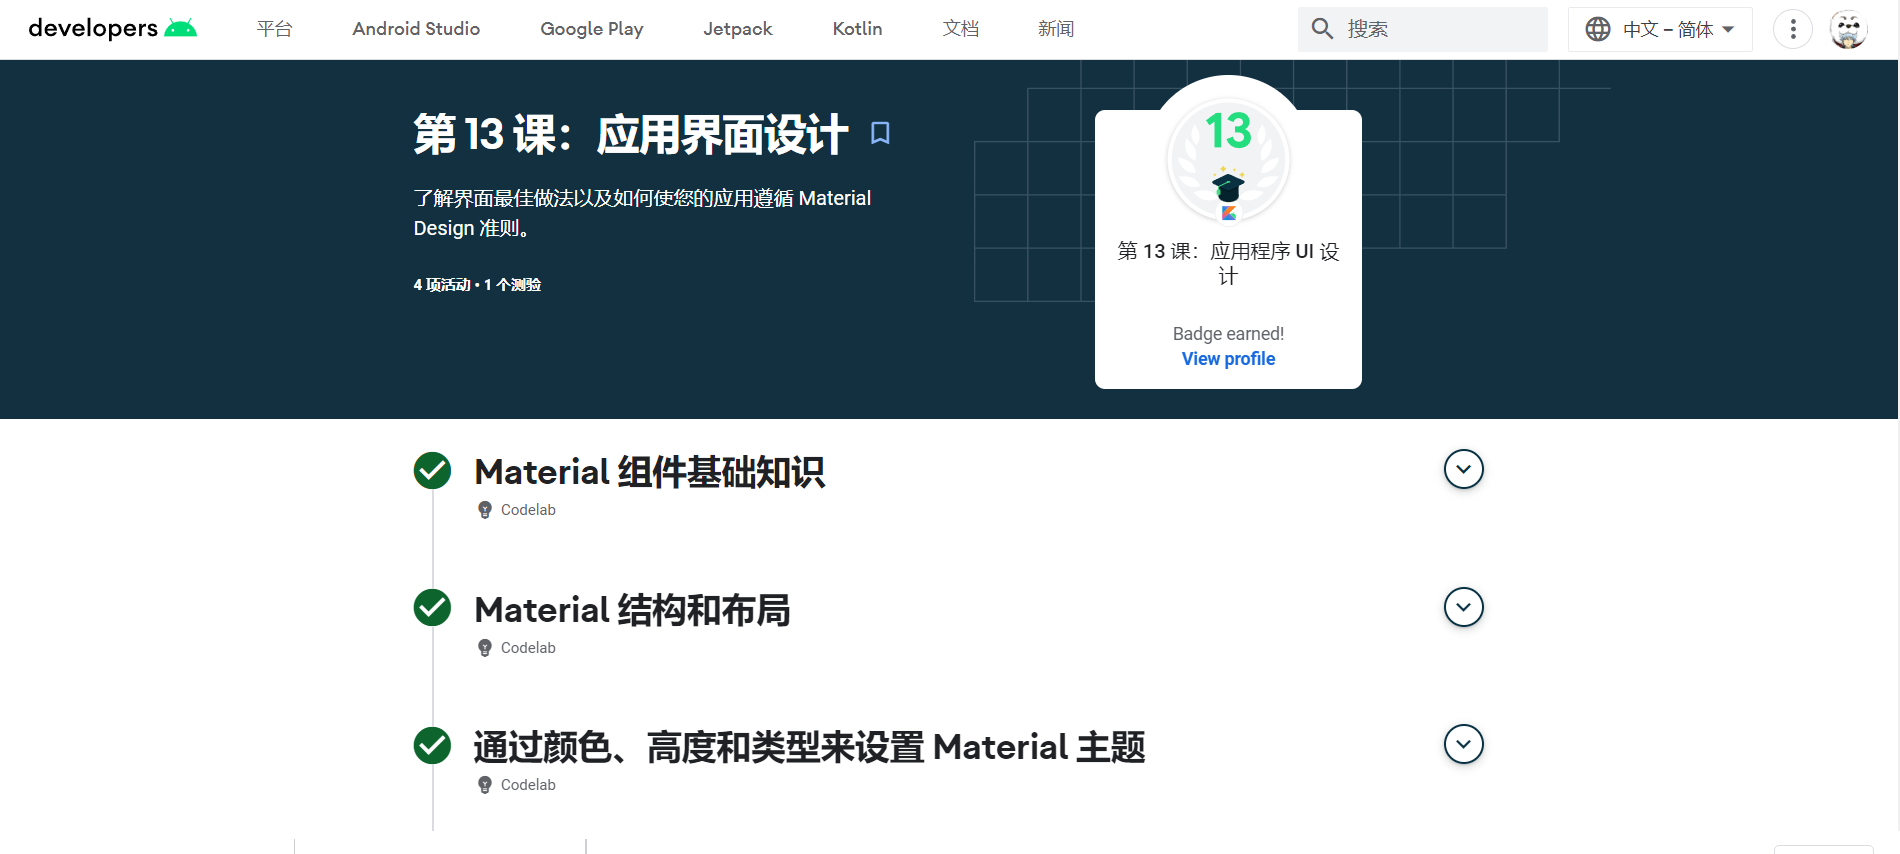 developers
平台
Android Studio
Google Play
Jetpack
Kotlin
文档
新闻
搜索
中文 – 简体
第 13 课：应用界面设计
了解界面最佳做法以及如何使您的应用遵循 Material
Design 准则。
4 项活动 • 1 个测验
13
第 13 课：应用程序 UI 设
计
Badge earned!
View profile
Material 组件基础知识
Codelab
Material 结构和布局
Codelab
通过颜色、高度和类型来设置 Material 主题
Codelab